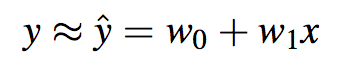 y ≈ ŷ = w₀ + w₁x